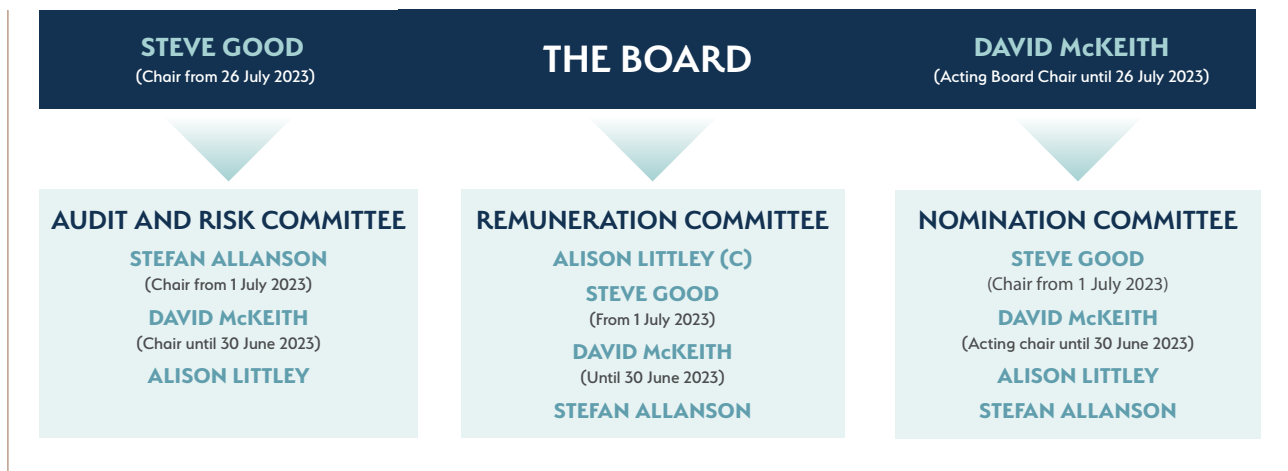 STEVE GOOD
(Chair from 26 July 2023)
THE BOARD
DAVID McKEITH
(Acting Board Chair until 26 July 2023)
AUDIT AND RISK COMMITTEE
STEFAN ALLANSON
(Chair from 1 July 2023)
DAVID McKEITH
(Chair until 30 June 2023)
ALISON LITTLEY
REMUNERATION COMMITTEE
ALISON LITTLEY (C)
STEVE GOOD
(From 1 July 2023)
DAVID McKEITH
(Until 30 June 2023)
STEFAN ALLANSON
NOMINATION COMMITTEE
STEVE GOOD
(Chair from 1 July 2023)
DAVID McKEITH
(Acting chair until 30 June 2023)
ALISON LITTLEY
STEFAN ALLANSON